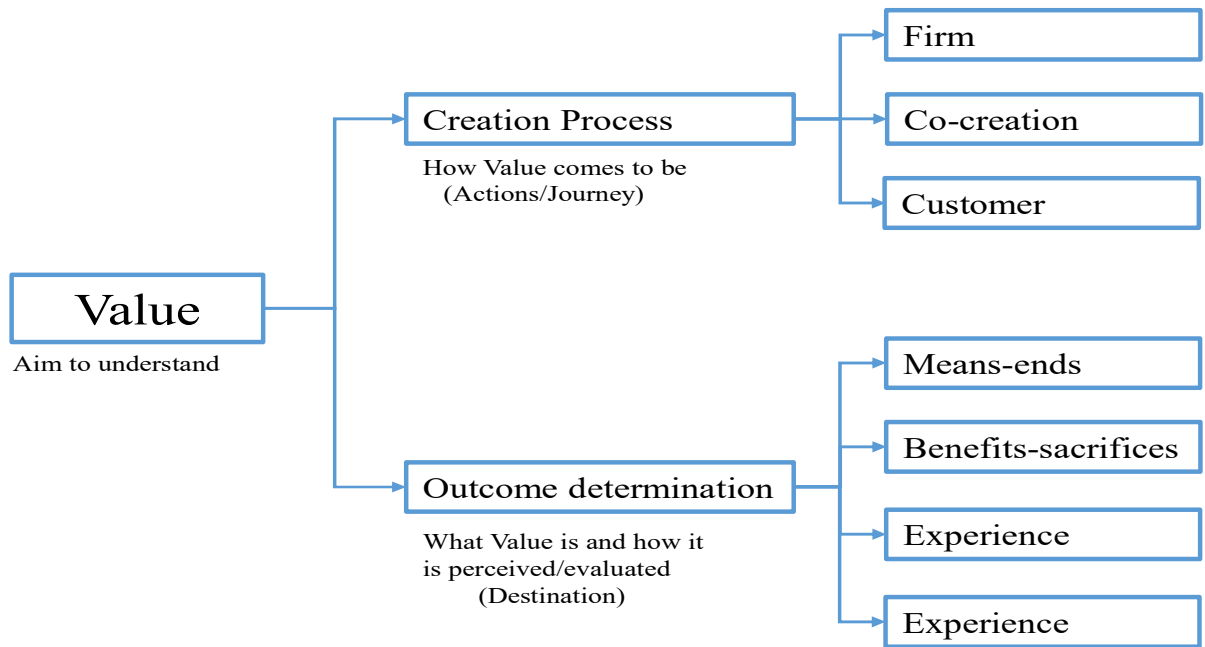 Value
Aim to understand
Creation Process
How Value comes to be
(Actions/Journey)
Firm
Co-creation
Customer
Outcome determination
What Value is and how it
is perceived/evaluated
(Destination)
Means-ends
Benefits-sacrifices
Experience
Experience